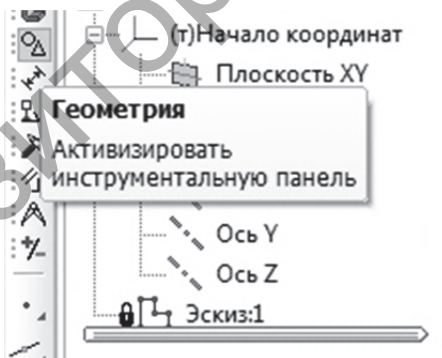 (т)Начало координат
Плоскость XY
Геометрия
Активизировать
инструментальную панель
Ось Y
Ось Z
Эскиз:1